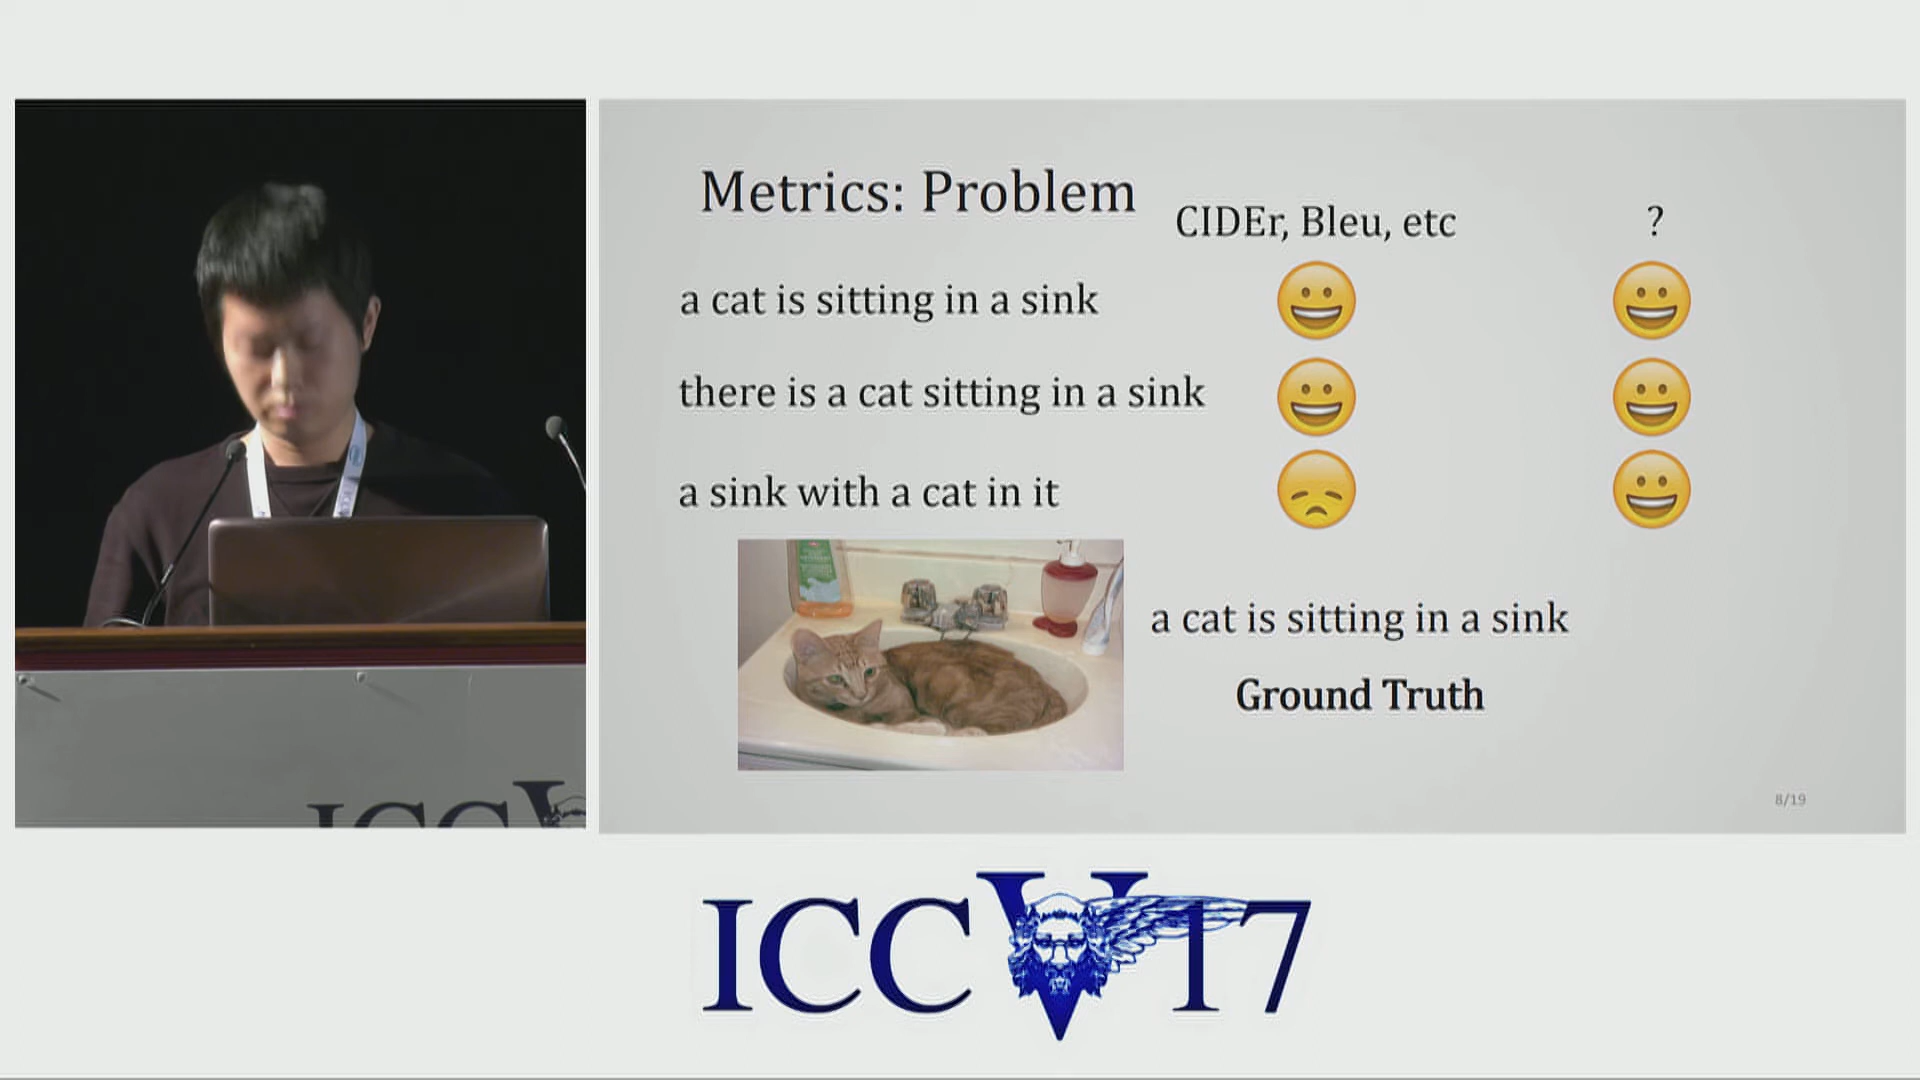 Metrics: Problem
CIDEr, Bleu, etc
?
a cat is sitting in a sink
there is a cat sitting in a sink
a sink with a cat in it
a cat is sitting in a sink
Ground Truth
8/19
ICCV
ICCV17